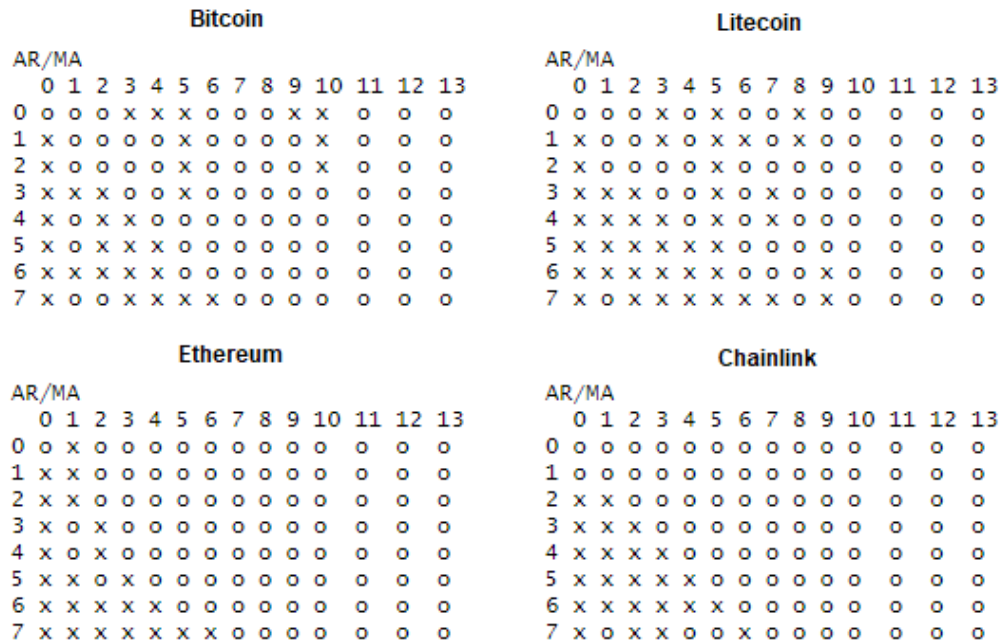 Bitcoin
AR/MA
0 1 2 3 4 5 6 7 8 9 10 11 12 13
0 o o o x x x o o o x x o o o
1 x o o o o x o o o o x o o o
2 x o o o o x o o o o x o o o
3 x x x o o x o o o o o o o o
4 x o x x o o o o o o o o o o
5 x o x x x o o o o o o o o o
6 x x x x x o o o o o o o o o
7 x o o x x x x o o o o o o o
Litecoin
AR/MA
0 1 2 3 4 5 6 7 8 9 10 11 12 13
0 o o o x o x o o x o o o o o
1 x o o x o x x o x o o o o o
2 x o o o o x o o o o o o o o
3 x x x o o x o x o o o o o o
4 x x x x o x o x o o o o o o
5 x x x x x x o o o o o o o o
6 x x x x x x o o o x o o o o
7 x o x x x x x x o x o o o o
Ethereum
AR/MA
0 1 2 3 4 5 6 7 8 9 10 11 12 13
0 o x o o o o o o o o o o o o
1 x x o o o o o o o o o o o o
2 x x x o o o o o o o o o o o
3 x o x o o o o o o o o o o o
4 x o x o o o o o o o o o o o
5 x x o x o o o o o o o o o o
6 x x x x x o o o o o o o o o
7 x x x x x x x o o o o o o o
Chainlink
AR/MA
0 1 2 3 4 5 6 7 8 9 10 11 12 13
0 o o o o o o o o o o o o o o
1 o o o o o o o o o o o o o o
2 x x o o o o o o o o o o o o
3 x x x o o o o o o o o o o o
4 x x x x o o o o o o o o o o
5 x x x x x o o o o o o o o o
6 x x x x x x o o o o o o o o
7 x o x x o o x o o o o o o o